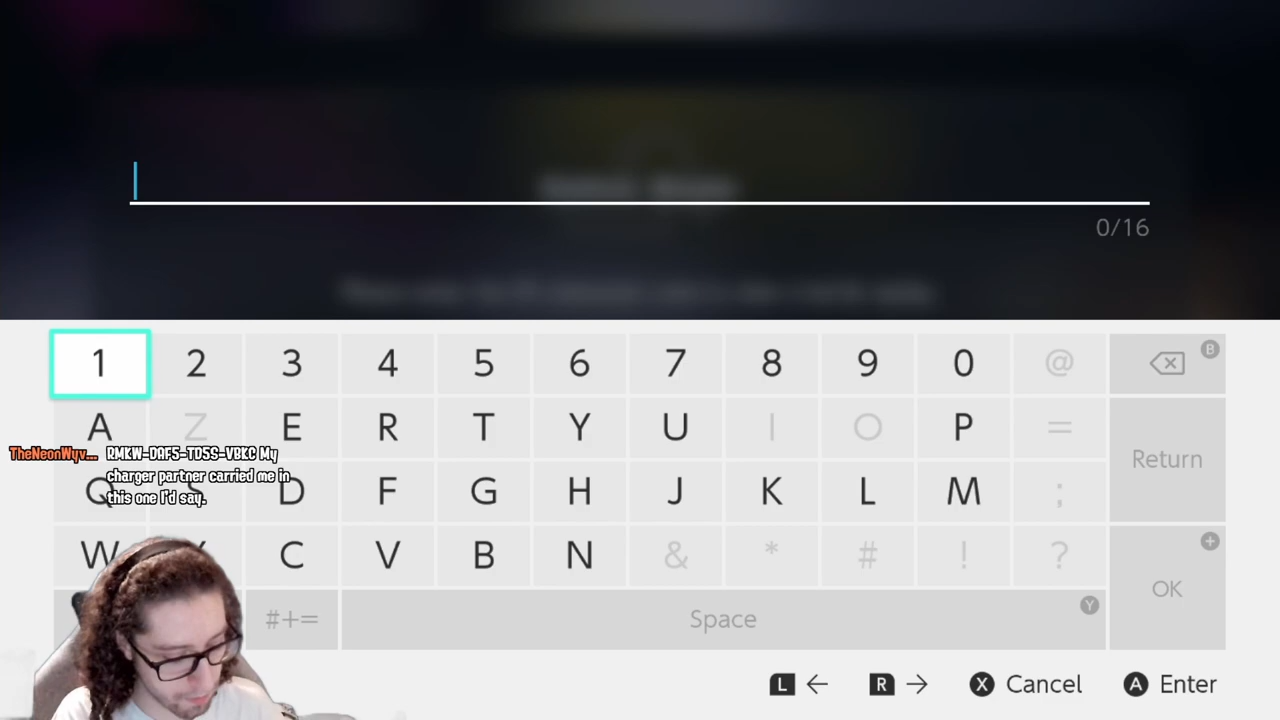 0/16
1 2 3 4 5 6 7 8 9 0 @
A Z E R T Y U I O P =
Return
TheNeonWyv... RMKW-DAF5-TD5S-VBKC My
charger partner carried me in
this one I'd say.
Q S D F G H J K L M ;
W C V B N & * # ! ?
OK
#+= Space
L ← R → X Cancel A Enter
B
+
Y